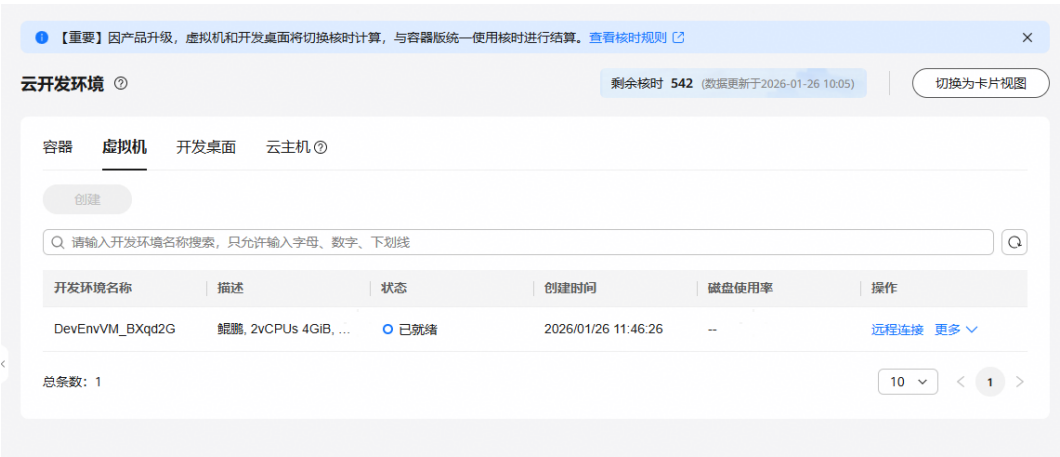 【重要】因产品升级，虚拟机和开发桌面将切换核时计算，与容器版统一使用核时进行结算。查看核时规则
云开发环境 剩余核时 542 (数据更新于2026-01-26 10:05) 切换为卡片视图
容器 虚拟机 开发桌面 云主机
创建
请输入开发环境名称搜索，只允许输入字母、数字、下划线
开发环境名称 描述 状态 创建时间 磁盘使用率 操作
DevEnvVM_BXqd2G 鲲鹏, 2vCPUs 4GiB, ... 已就绪 2026/01/26 11:46:26 -- 远程连接 更多
总条数：1 10 1